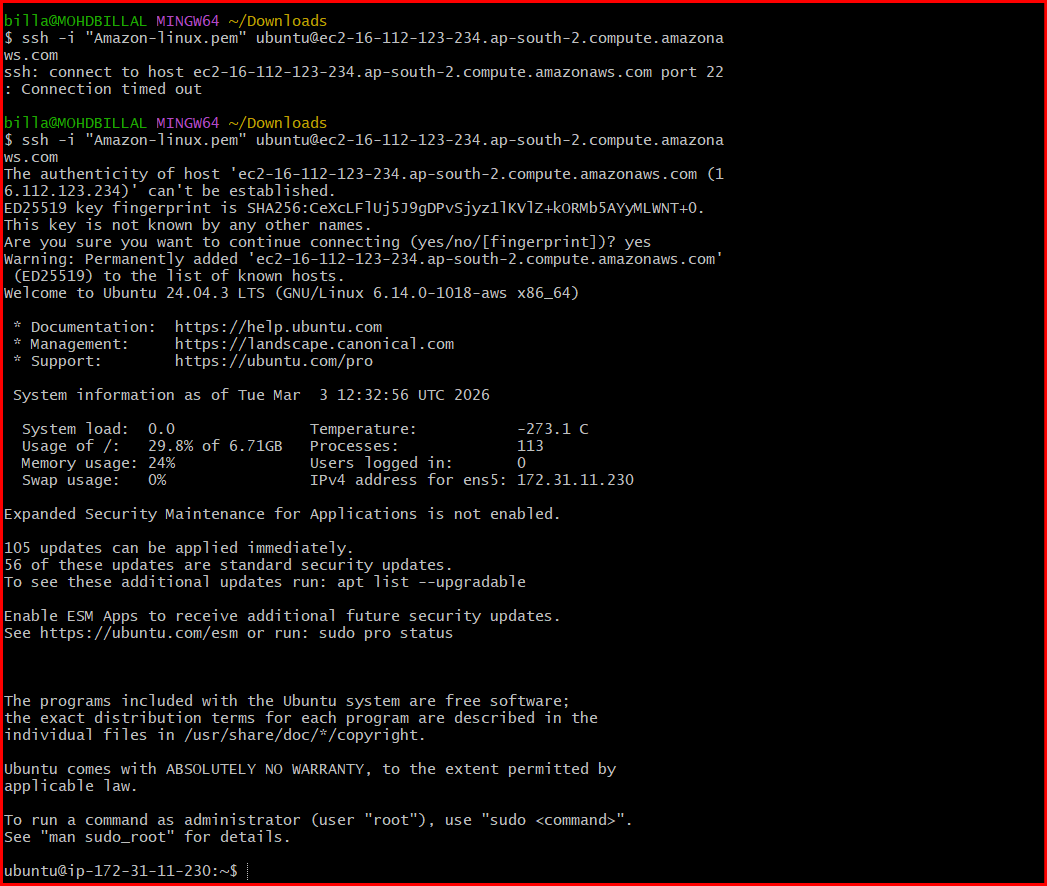 billa@MOHDBILLAL MINGW64 ~/Downloads
$ ssh -i "Amazon-linux.pem" ubuntu@ec2-16-112-123-234.ap-south-2.compute.amazona
ws.com
ssh: connect to host ec2-16-112-123-234.ap-south-2.compute.amazonaws.com port 22
: Connection timed out
billa@MOHDBILLAL MINGW64 ~/Downloads
$ ssh -i "Amazon-linux.pem" ubuntu@ec2-16-112-123-234.ap-south-2.compute.amazona
ws.com
The authenticity of host 'ec2-16-112-123-234.ap-south-2.compute.amazonaws.com (1
6.112.123.234)' can't be established.
ED25519 key fingerprint is SHA256:CeXcLFlUj5J9gDPvSjyz1lKVlZ+kORMb5AYyMLWNT+0.
This key is not known by any other names.
Are you sure you want to continue connecting (yes/no/[fingerprint])? yes
Warning: Permanently added 'ec2-16-112-123-234.ap-south-2.compute.amazonaws.com'
 (ED25519) to the list of known hosts.
Welcome to Ubuntu 24.04.3 LTS (GNU/Linux 6.14.0-1018-aws x86_64)
 * Documentation:  https://help.ubuntu.com
 * Management:     https://landscape.canonical.com
 * Support:        https://ubuntu.com/pro
 System information as of Tue Mar  3 12:32:56 UTC 2026
  System load:  0.0               Temperature:           -273.1 C
  Usage of /:   29.8% of 6.71GB   Processes:             113
  Memory usage: 24%               Users logged in:       0
  Swap usage:   0%                IPv4 address for ens5: 172.31.11.230
Expanded Security Maintenance for Applications is not enabled.
105 updates can be applied immediately.
56 of these updates are standard security updates.
To see these additional updates run: apt list --upgradable
Enable ESM Apps to receive additional future security updates.
See https://ubuntu.com/esm or run: sudo pro status
The programs included with the Ubuntu system are free software;
the exact distribution terms for each program are described in the
individual files in /usr/share/doc/*/copyright.
Ubuntu comes with ABSOLUTELY NO WARRANTY, to the extent permitted by
applicable law.
To run a command as administrator (user "root"), use "sudo <command>".
See "man sudo_root" for details.
ubuntu@ip-172-31-11-230:~$